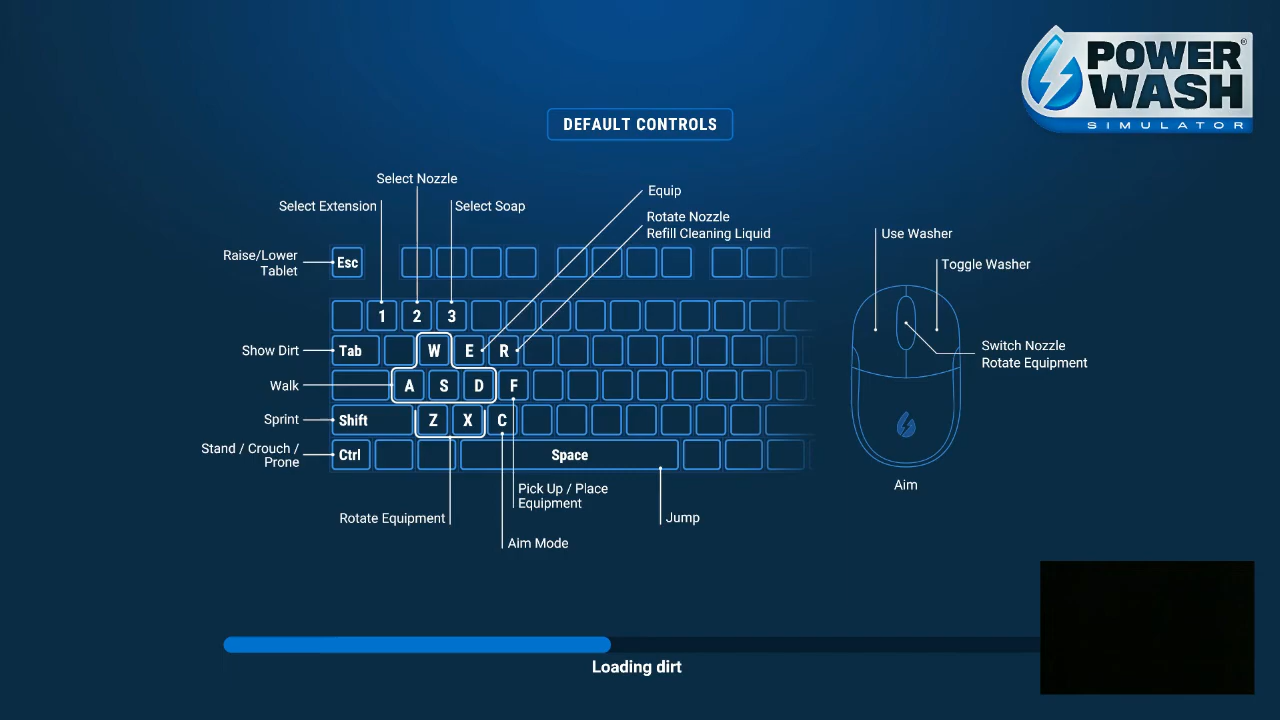 POWER
WASH
SIMULATOR
DEFAULT CONTROLS
Select Nozzle
Select Extension
Select Soap
Equip
Rotate Nozzle
Refill Cleaning Liquid
Raise/Lower
Tablet
Esc
1 2 3
Show Dirt
Tab W E R
Walk
A S D F
Sprint
Shift Z X C
Stand / Crouch /
Prone
Ctrl Space
Rotate Equipment
Pick Up / Place
Equipment
Aim Mode
Jump
Use Washer
Toggle Washer
Switch Nozzle
Rotate Equipment
Aim
Loading dirt